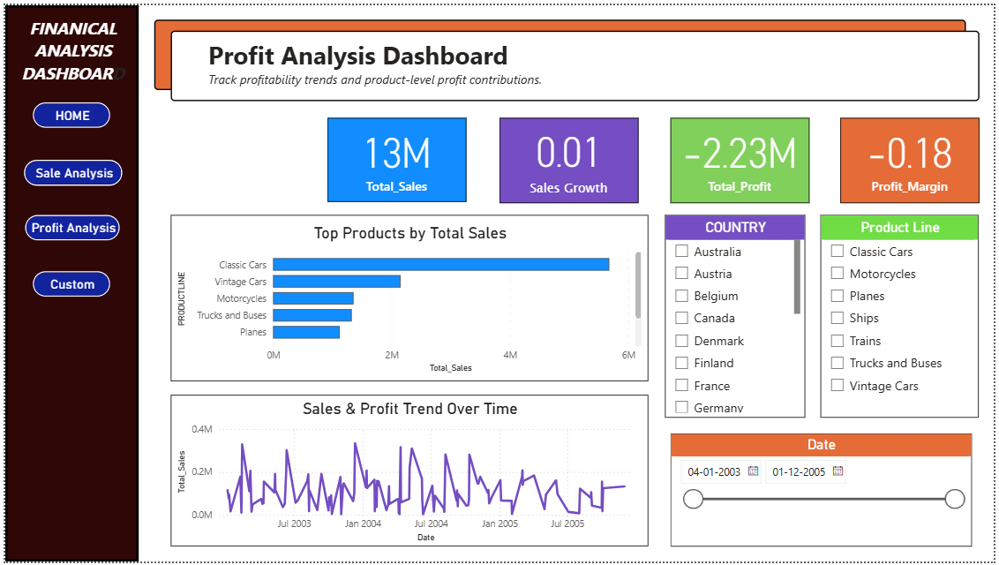 FINANICAL
ANALYSIS
DASHBOARD
HOME
Sale Analysis
Profit Analysis
Custom
Profit Analysis Dashboard
Track profitability trends and product-level profit contributions.
13M
Total_Sales
0.01
Sales Growth
-2.23M
Total_Profit
-0.18
Profit_Margin
Top Products by Total Sales
PRODUCTLINE
Classic Cars
Vintage Cars
Motorcycles
Trucks and Buses
Planes
0M 2M 4M 6M
Total_Sales
COUNTRY
Australia
Austria
Belgium
Canada
Denmark
Finland
France
Germany
Product Line
Classic Cars
Motorcycles
Planes
Ships
Trains
Trucks and Buses
Vintage Cars
Sales & Profit Trend Over Time
Total_Sales
0.4M
0.2M
0.0M
Jul 2003 Jan 2004 Jul 2004 Jan 2005 Jul 2005
Date
Date
04-01-2003 01-12-2005